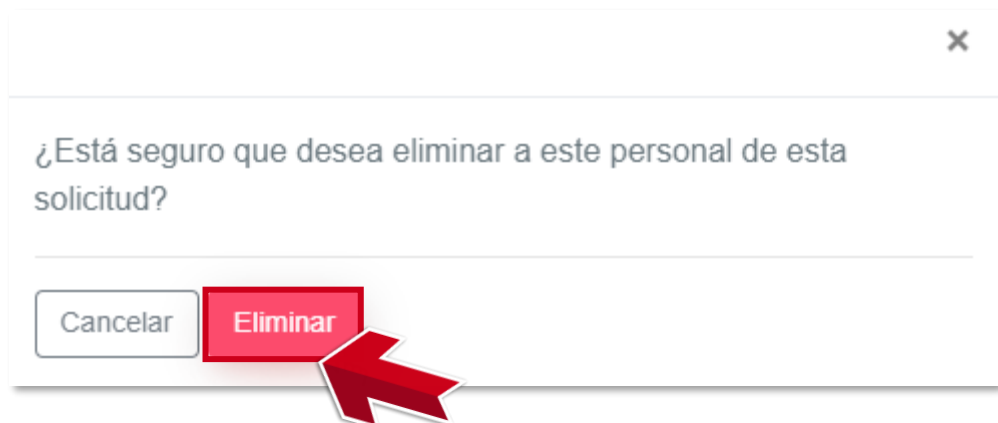 ×
¿Está seguro que desea eliminar a este personal de esta
solicitud?
Cancelar Eliminar